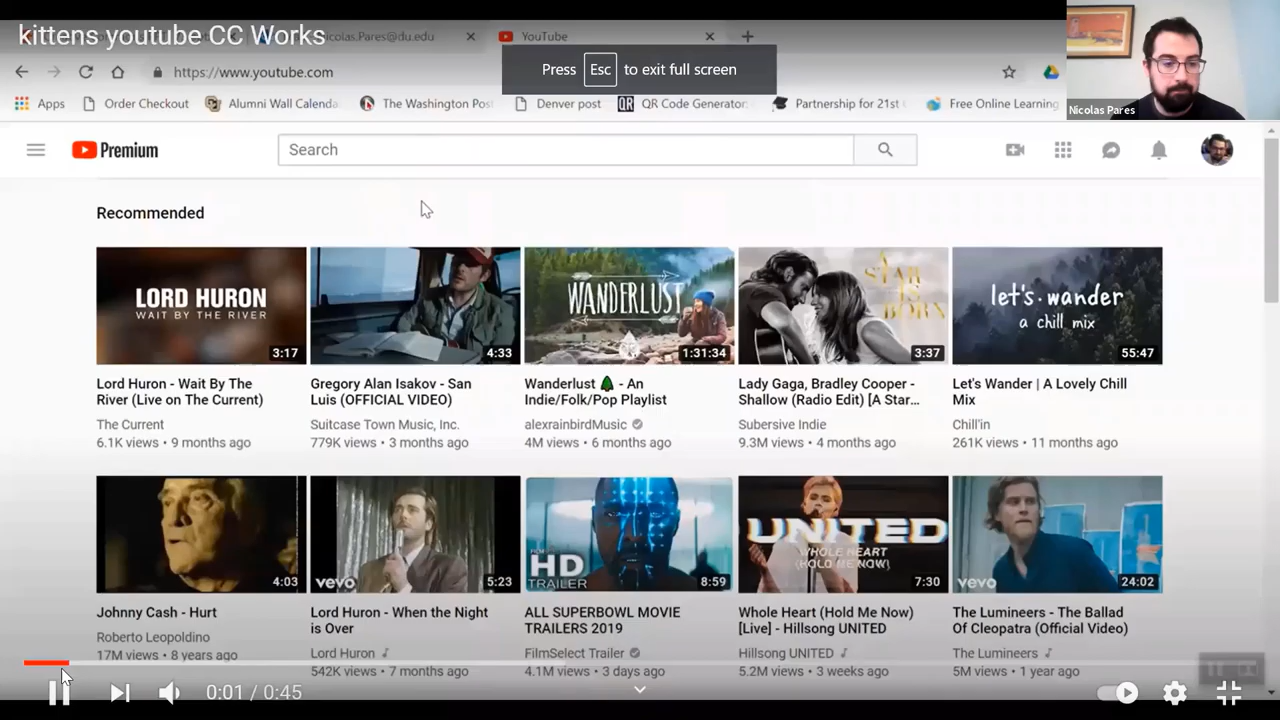 kittens youtube CC Works
icolas.Pares@du.edu
YouTube
Press Esc to exit full screen
https://www.youtube.com
Nicolas Pares
Apps
Order Checkout
Alumni Wall Calenda
The Washington Pos
Denver post
QR Code Generator
Partnership for 21st
Free Online Learning
Premium
Search
Recommended
LORD HURON
WAIT BY THE RIVER
3:17
4:33
WANDERLUST
1:31:34
A STAR IS BORN
3:37
let's·wander
a chill mix
55:47
Lord Huron - Wait By The
River (Live on The Current)
The Current
6.1K views • 9 months ago
Gregory Alan Isakov - San
Luis (OFFICIAL VIDEO)
Suitcase Town Music, Inc.
779K views • 3 months ago
Wanderlust 🌲 - An
Indie/Folk/Pop Playlist
alexrainbirdMusic
4M views • 6 months ago
Lady Gaga, Bradley Cooper -
Shallow (Radio Edit) [A Star...
Subersive Indie
9.3M views • 4 months ago
Let's Wander | A Lovely Chill
Mix
Chill'in
261K views • 11 months ago
4:03
vevo
5:23
HD
TRAILER
8:59
UNITED
WHOLE HEART
(HOLD ME NOW)
7:30
vevo
24:02
Johnny Cash - Hurt
Roberto Leopoldino
17M views • 8 years ago
Lord Huron - When the Night
is Over
Lord Huron
542K views • 7 months ago
ALL SUPERBOWL MOVIE
TRAILERS 2019
FilmSelect Trailer
4.1M views • 3 days ago
Whole Heart (Hold Me Now)
[Live] - Hillsong UNITED
Hillsong UNITED
5.2M views • 3 weeks ago
The Lumineers - The Ballad
Of Cleopatra (Official Video)
The Lumineers
5M views • 1 year ago
0:01 / 0:45